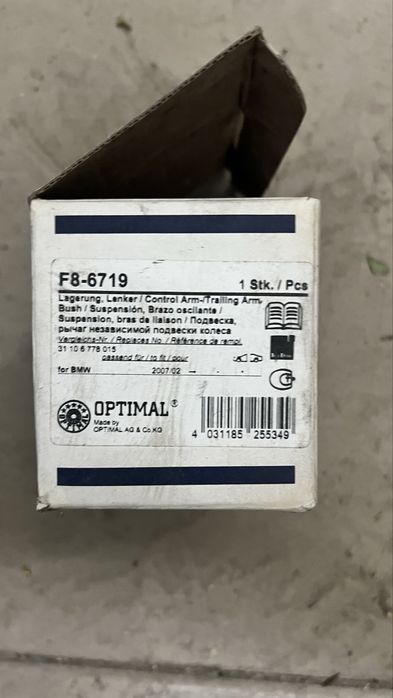 F8-6719 1 Stk. / Pcs
Lagerung, Lenker / Control Arm-/Trailing Arm
Bush / Suspensión, Brazo oscilante /
Suspension, bras de liaison / Подвеска,
рычаг независимой подвески колеса
Vergleichs-Nr. / Replaces No. / Référence de rempl.
31 10 6 778 015
passend für / to fit / pour
for BMW 2007/02 → . .
OPTIMAL®
Made by
OPTIMAL AG & Co.KG
4 031185 255349